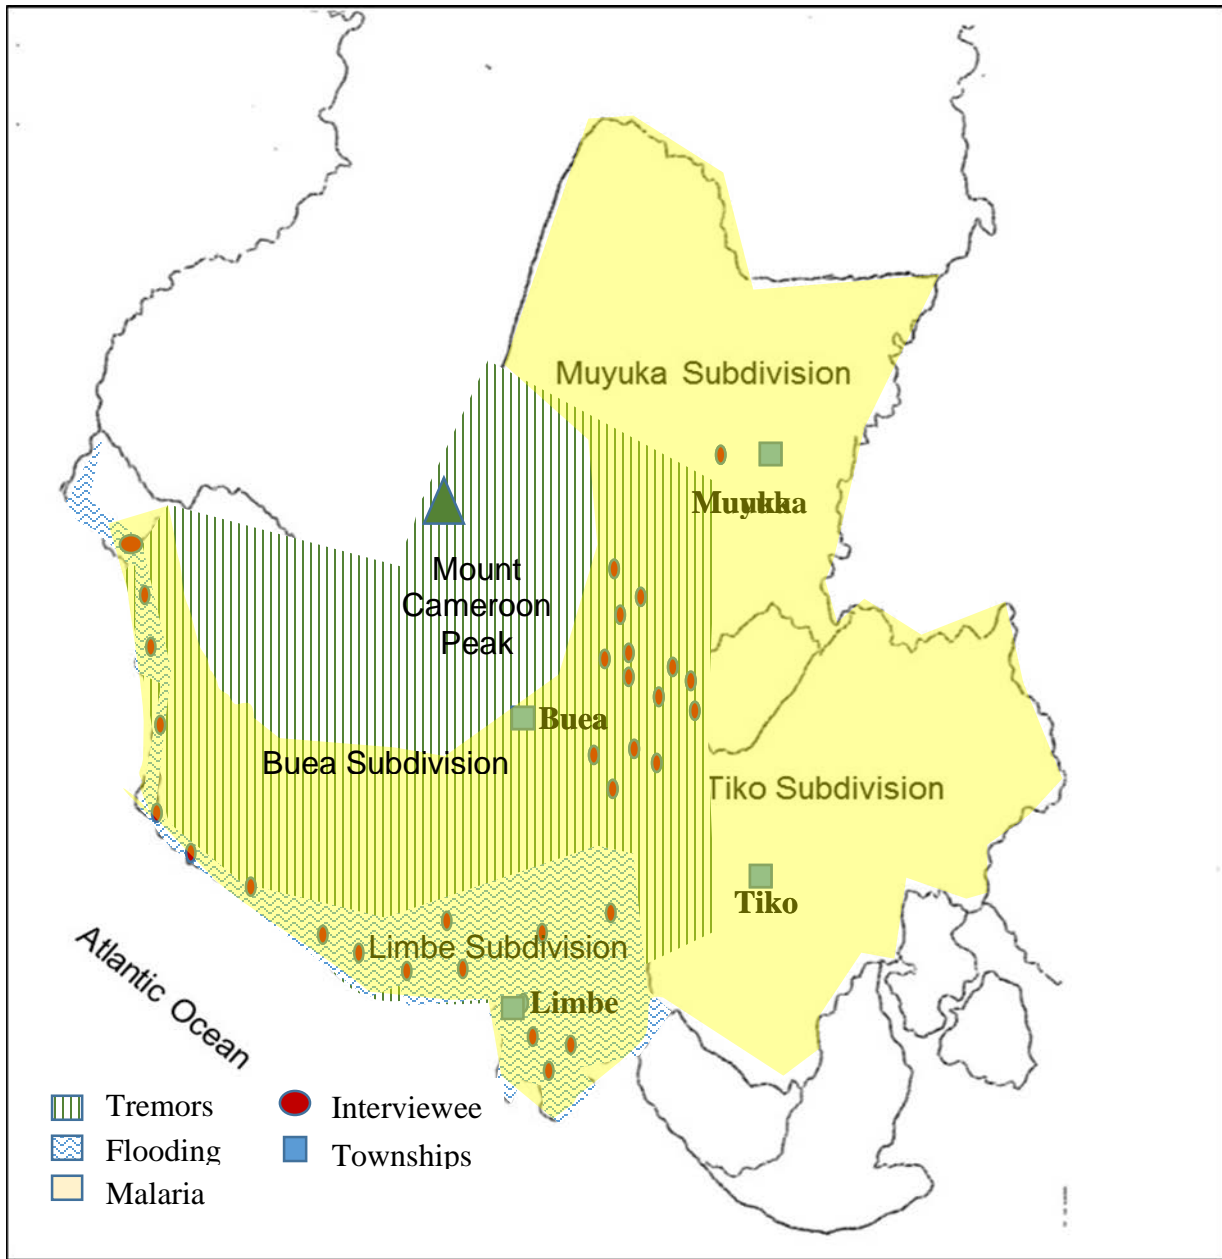 Muyuka Subdivision
Muyuka
Mount
Cameroon
Peak
Buea
Buea Subdivision
Tiko Subdivision
Tiko
Limbe Subdivision
Limbe
Atlantic Ocean
Tremors
Interviewee
Flooding
Townships
Malaria